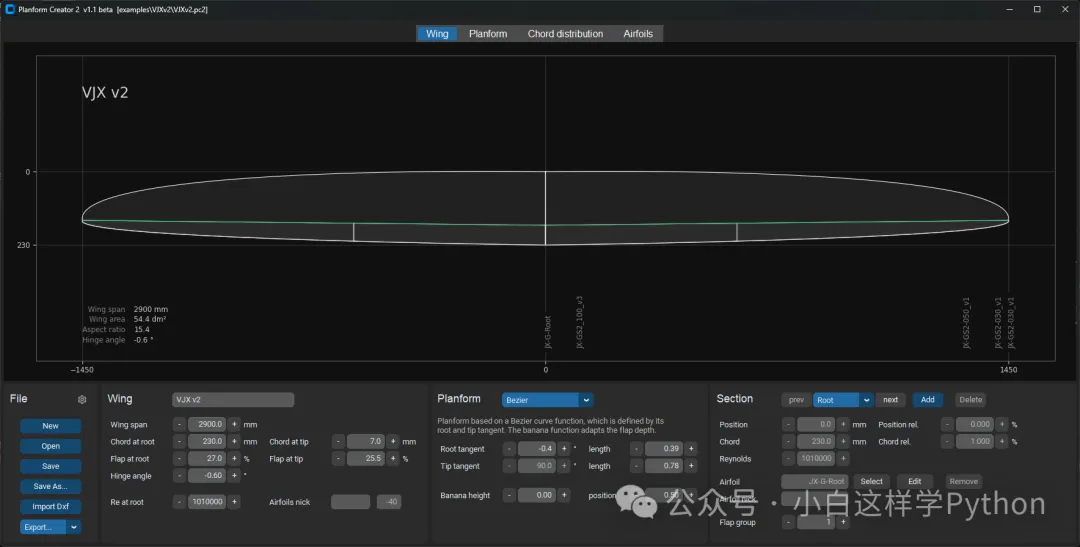 Planform Creator 2 v1.1 beta [examples\VJXv2\VJXv2.pc2]
Wing Planform Chord distribution Airfoils
VJX v2
0
230
Wing span 2900 mm
Wing area 54.4 dm²
Aspect ratio 15.4
Hinge angle -0.6 °
JX-G-Root
JX-GS2_100_v3
JX-GS2-050_v1
JX-GS2-030_v1
JX-GS2-030_v1
−1450 0 1450
File
New
Open
Save
Save As...
Import Dxf
Export...
Wing VJX v2
Wing span - 2900.0 + mm
Chord at root - 230.0 + mm Chord at tip - 7.0 + mm
Flap at root - 27.0 + % Flap at tip - 25.5 + %
Hinge angle - -0.60 + °
Re at root - 1010000 + Airfoils nick -40
Planform Bezier
Planform based on a Bezier curve function, which is defined by its
root and tip tangent. The banana function adapts the flap depth.
Root tangent - -0.4 + ° length - 0.39 +
Tip tangent - 90.0 + ° length - 0.78 +
Banana height - 0.00 + position - 0.50 +
Section prev Root next Add Delete
Position - 0.0 + mm Position rel. - 0.000 + %
Chord - 230.0 + mm Chord rel. - 1.000 + %
Reynolds - 1010000 +
Airfoil JX-G-Root Select Edit Remove
Airfoil nick
Flap group - 1 +
公众号 · 小白这样学Python